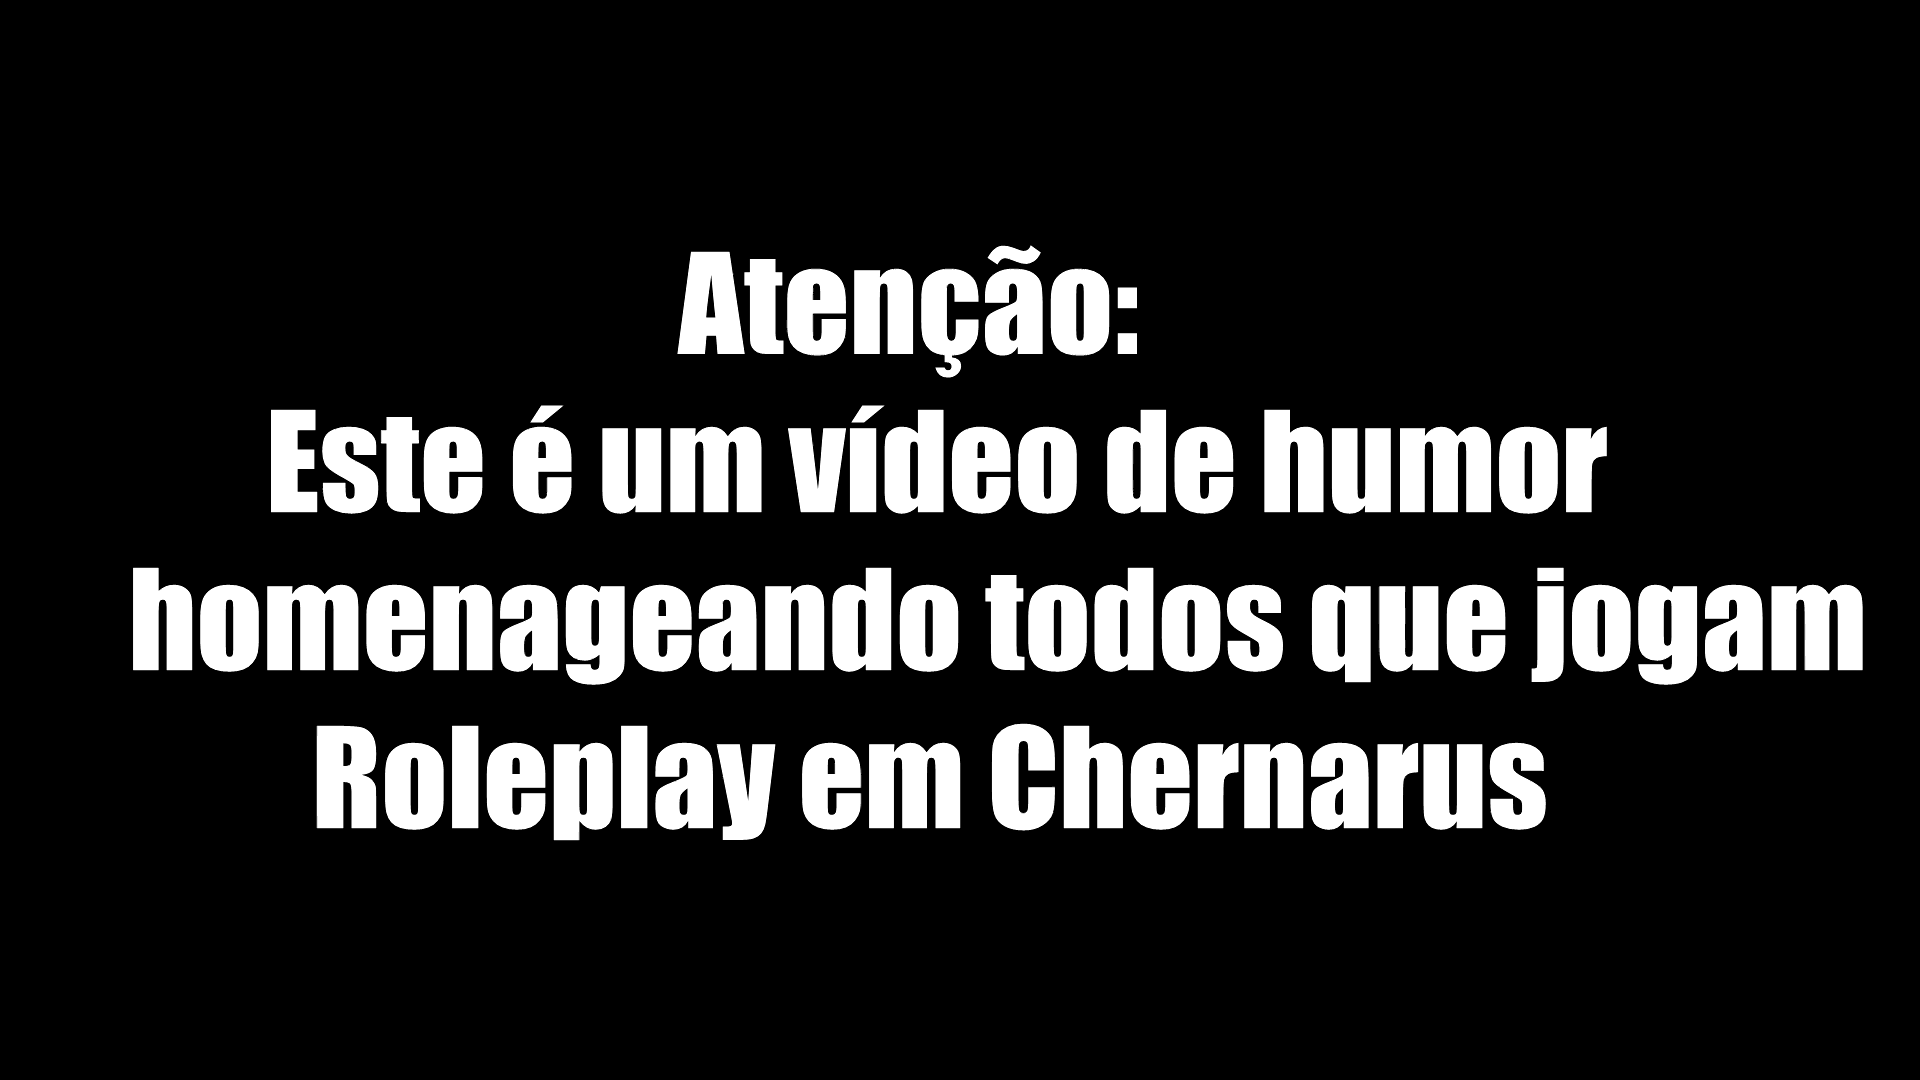 Atenção:
Este é um vídeo de humor
homenageando todos que jogam
Roleplay em Chernarus